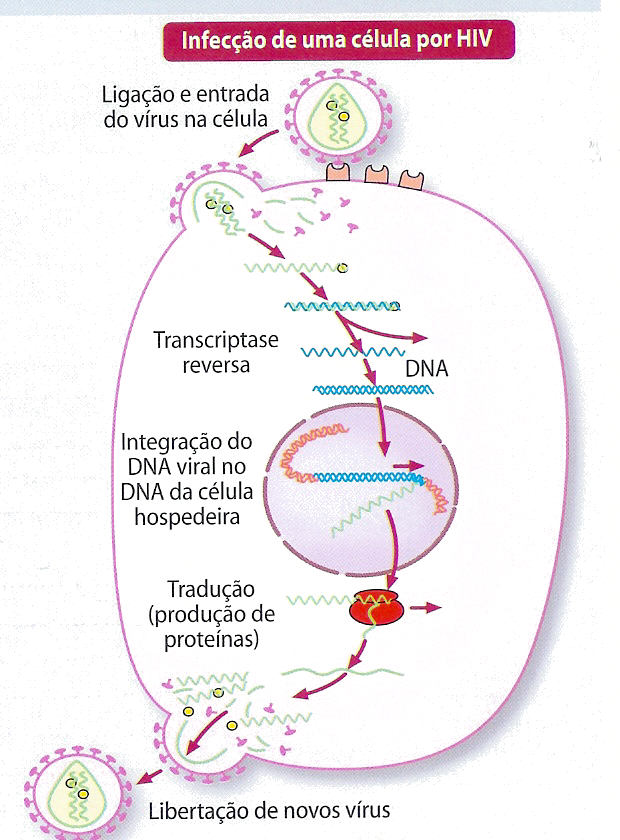 Infecção de uma célula por HIV
Ligação e entrada
do vírus na célula
Transcriptase
reversa
DNA
Integração do
DNA viral no
DNA da célula
hospedeira
Tradução
(produção de
proteínas)
Libertação de novos vírus